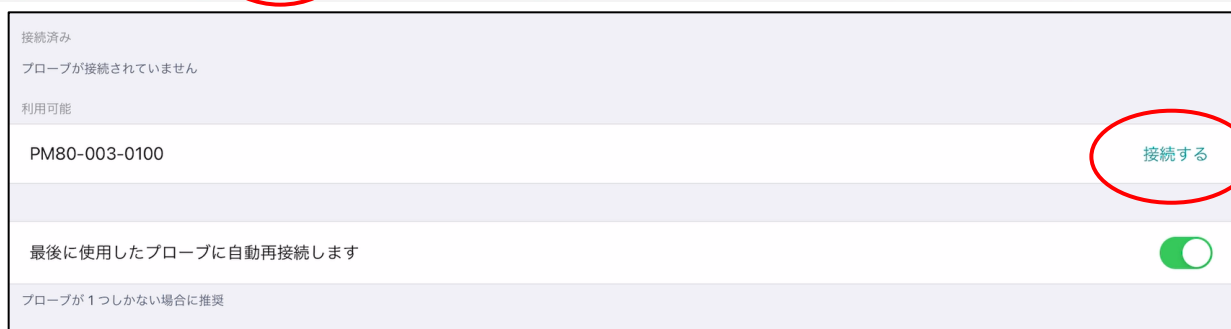 接続済み
プローブが接続されていません
利用可能
PM80-003-0100
接続する
最後に使用したプローブに自動再接続します
プローブが 1 つしかない場合に推奨